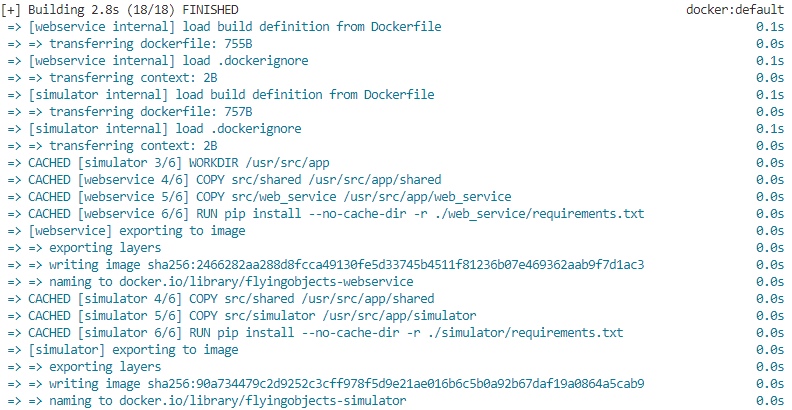 [+] Building 2.8s (18/18) FINISHED docker:default
=> [webservice internal] load build definition from Dockerfile 0.1s
=> => transferring dockerfile: 755B 0.0s
=> [webservice internal] load .dockerignore 0.1s
=> => transferring context: 2B 0.0s
=> [simulator internal] load build definition from Dockerfile 0.1s
=> => transferring dockerfile: 757B 0.0s
=> [simulator internal] load .dockerignore 0.1s
=> => transferring context: 2B 0.0s
=> CACHED [simulator 3/6] WORKDIR /usr/src/app 0.0s
=> CACHED [webservice 4/6] COPY src/shared /usr/src/app/shared 0.0s
=> CACHED [webservice 5/6] COPY src/web_service /usr/src/app/web_service 0.0s
=> CACHED [webservice 6/6] RUN pip install --no-cache-dir -r ./web_service/requirements.txt 0.0s
=> [webservice] exporting to image 0.0s
=> => exporting layers 0.0s
=> => writing image sha256:2466282aa288d8fcca49130fe5d33745b4511f81236b07e469362aab9f7d1ac3 0.0s
=> => naming to docker.io/library/flyingobjects-webservice 0.0s
=> CACHED [simulator 4/6] COPY src/shared /usr/src/app/shared 0.0s
=> CACHED [simulator 5/6] COPY src/simulator /usr/src/app/simulator 0.0s
=> CACHED [simulator 6/6] RUN pip install --no-cache-dir -r ./simulator/requirements.txt 0.0s
=> [simulator] exporting to image 0.0s
=> => exporting layers 0.0s
=> => writing image sha256:90a734479c2d9252c3cff978f5d9e21ae016b6c5b0a92b67daf19a0864a5cab9 0.0s
=> => naming to docker.io/library/flyingobjects-simulator 0.0s